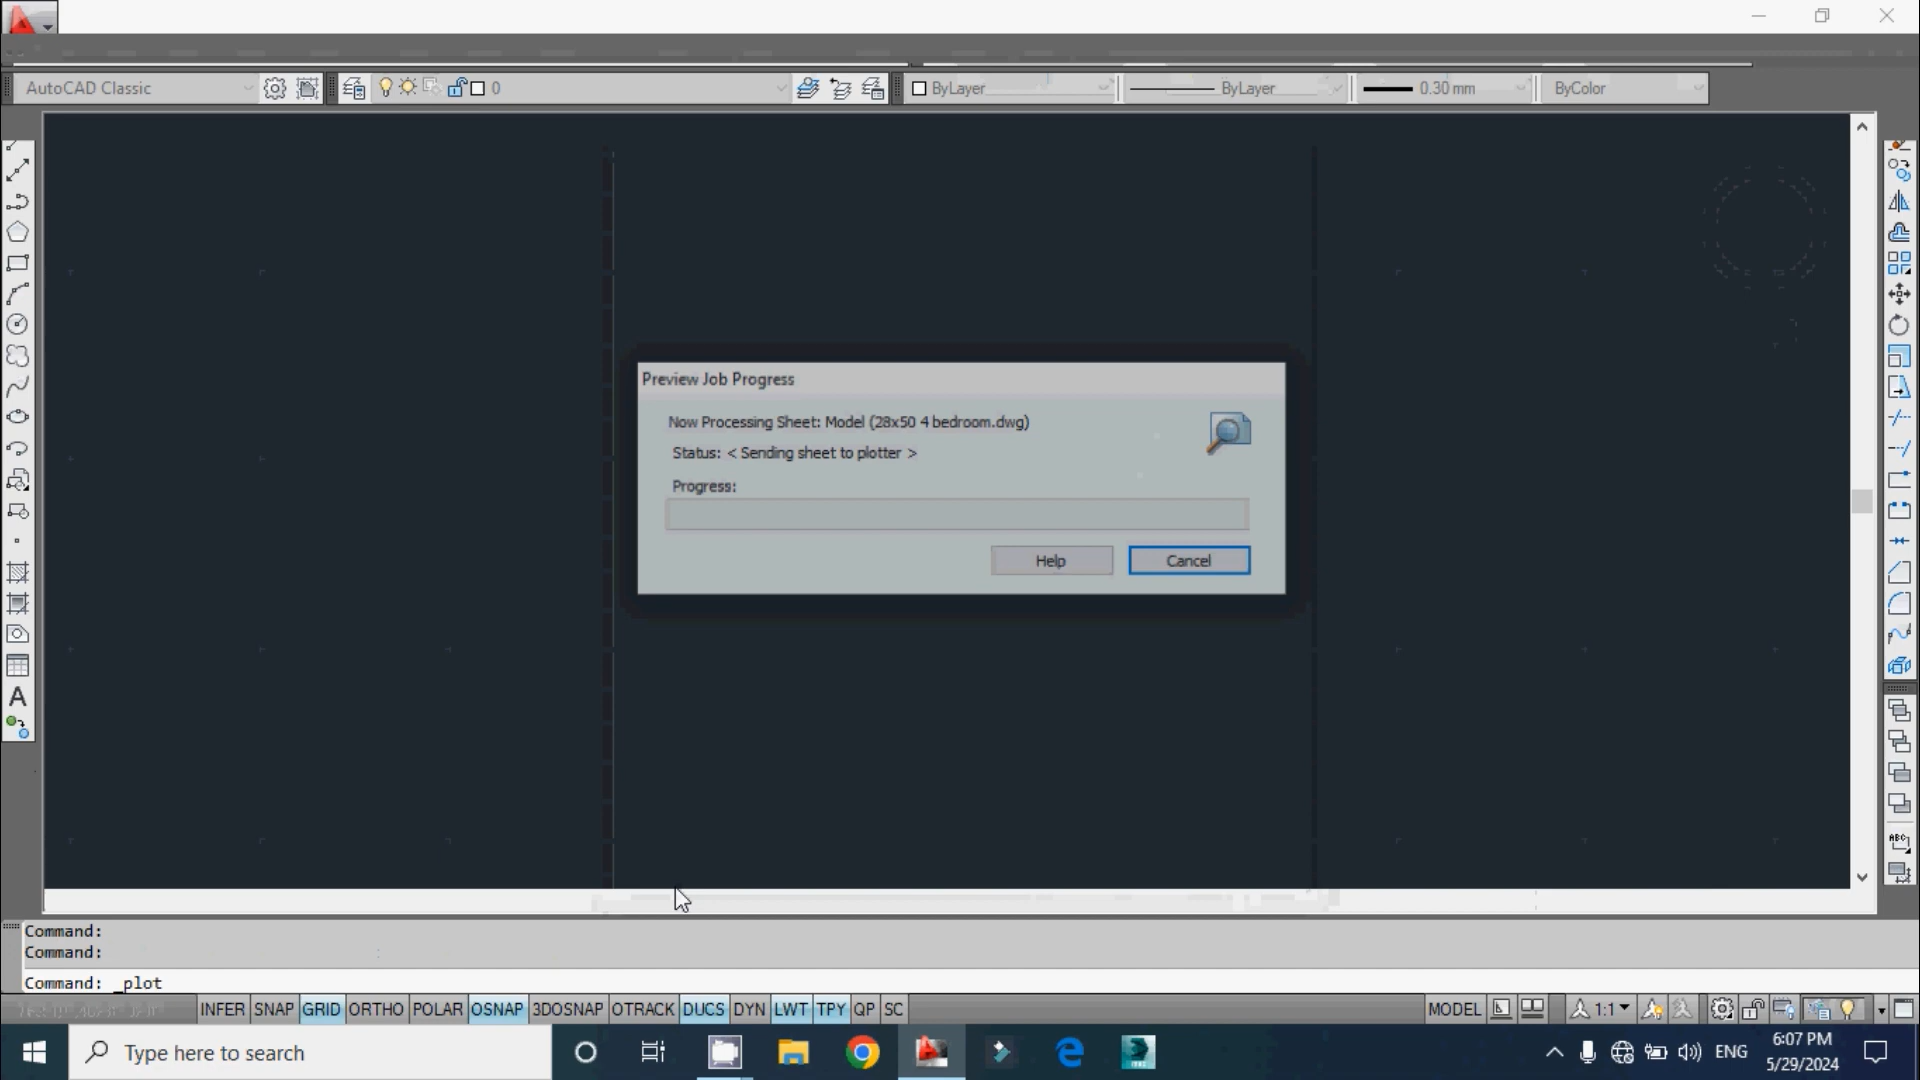 AutoCAD Classic
0
ByLayer
ByLayer
0.30 mm
ByColor
Preview Job Progress
Now Processing Sheet: Model (28x50 4 bedroom.dwg)
Status: < Sending sheet to plotter >
Progress:
Help
Cancel
A
ABC
Command:
Command:
Command: _plot
INFER SNAP GRID ORTHO POLAR OSNAP 3DOSNAP OTRACK DUCS DYN LWT TPY QP SC
MODEL
1:1
Type here to search
ENG
6:07 PM
5/29/2024